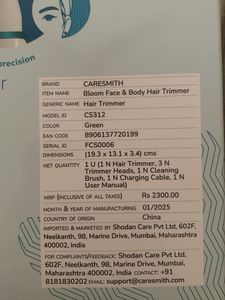 precision
r
BRAND CARESMITH
ITEM NAME Bloom Face & Body Hair Trimmer
GENERIC NAME Hair Trimmer
MODEL ID CS312
COLOR Green
EAN CODE 8906137720199
SERIAL CODE FCS0006
DIMENSIONS (19.3 x 13.1 x 3.4) cms
NET QUANTITY 1 U (1 N Hair Trimmer, 3 N
Trimmer Heads, 1 N Cleaning
Brush, 1 N Charging Cable, 1 N
User Manual)
MRP (INCLUSIVE OF ALL TAXES) Rs 2300.00
MONTH & YEAR OF MANUFACTURING 01/2025
COUNTRY OF ORIGIN China
IMPORTED & MARKETED BY Shodan Care Pvt Ltd,
602F, Neelkanth, 98, Marine Drive, Mumbai, Maharashtra
400002, India
FOR COMPLAINTS/FEEDBACK: Shodan Care Pvt Ltd,
602F, Neelkanth, 98, Marine Drive, Mumbai,
Maharashtra 400002, India CONTACT: +91
8181830202 EMAIL: support@caresmith.com